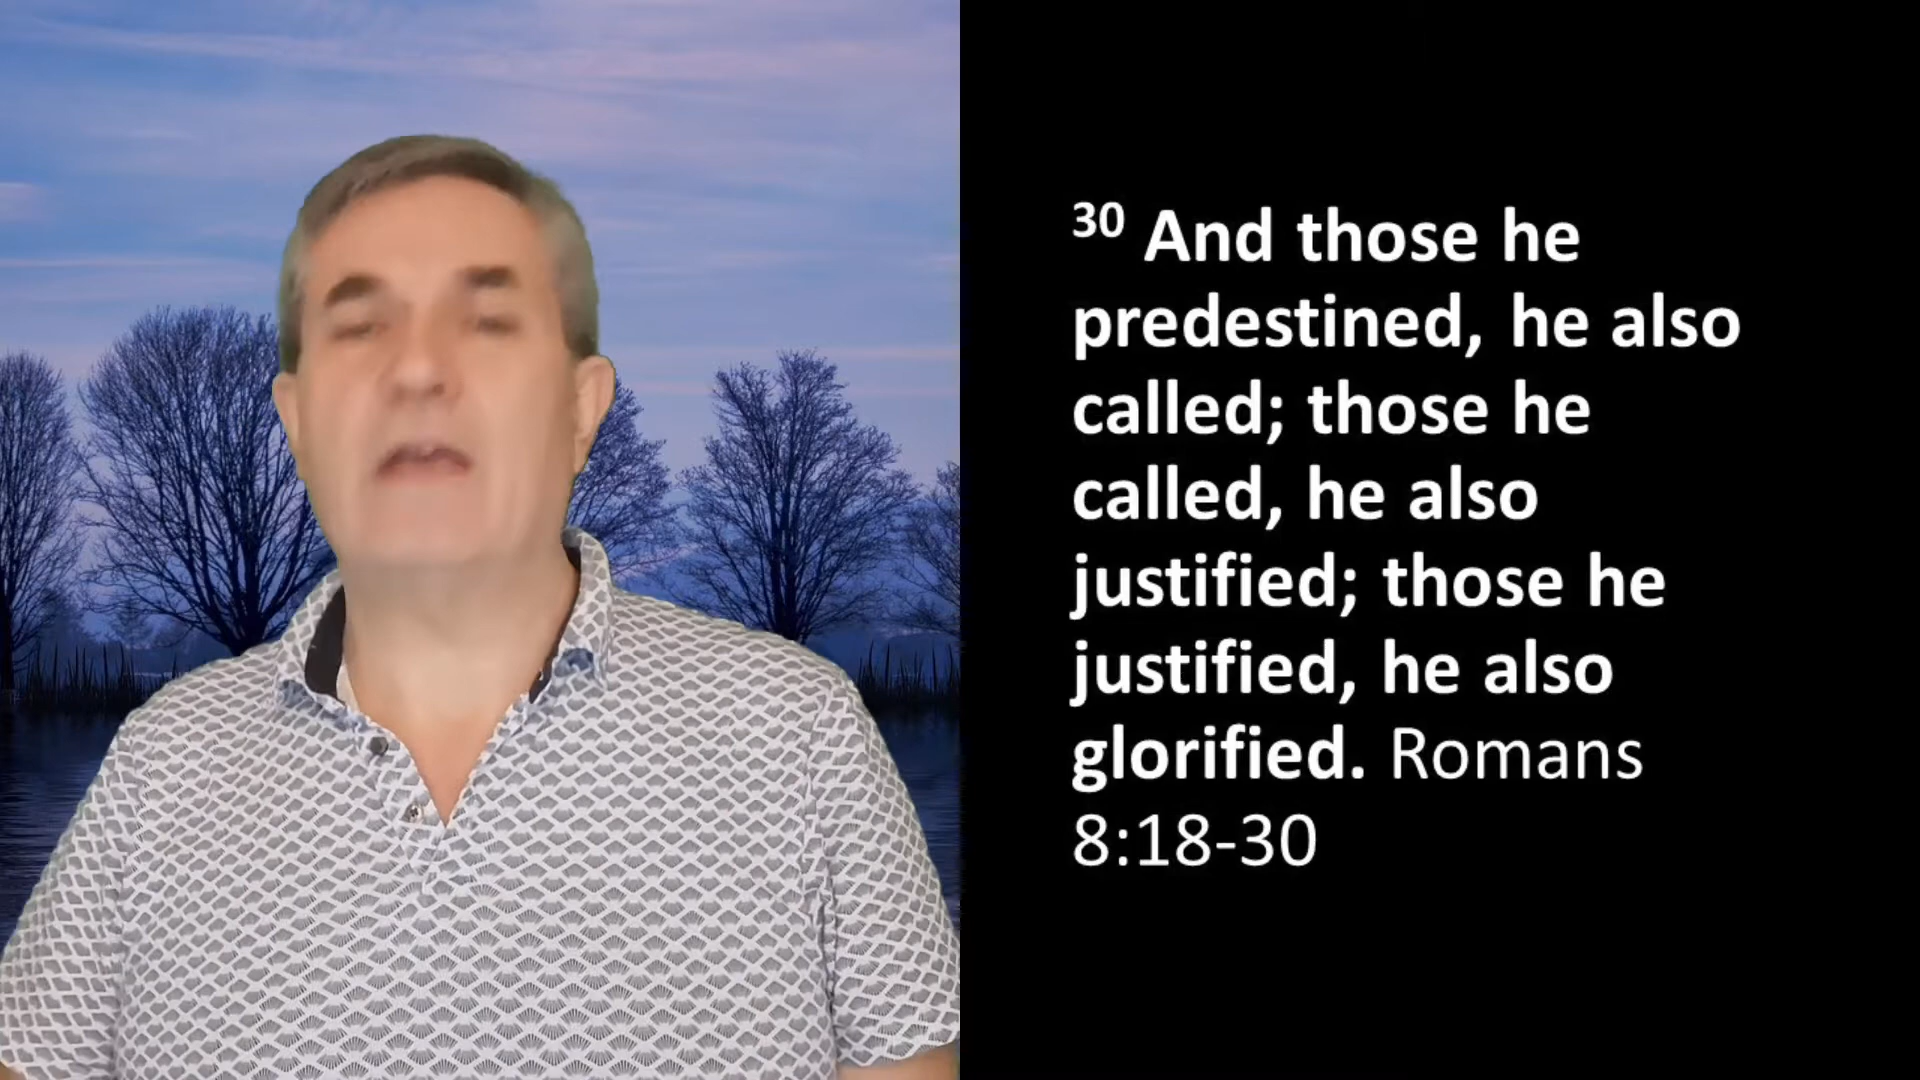 30 And those he
predestined, he also
called; those he
called, he also
justified; those he
justified, he also
glorified. Romans
8:18-30